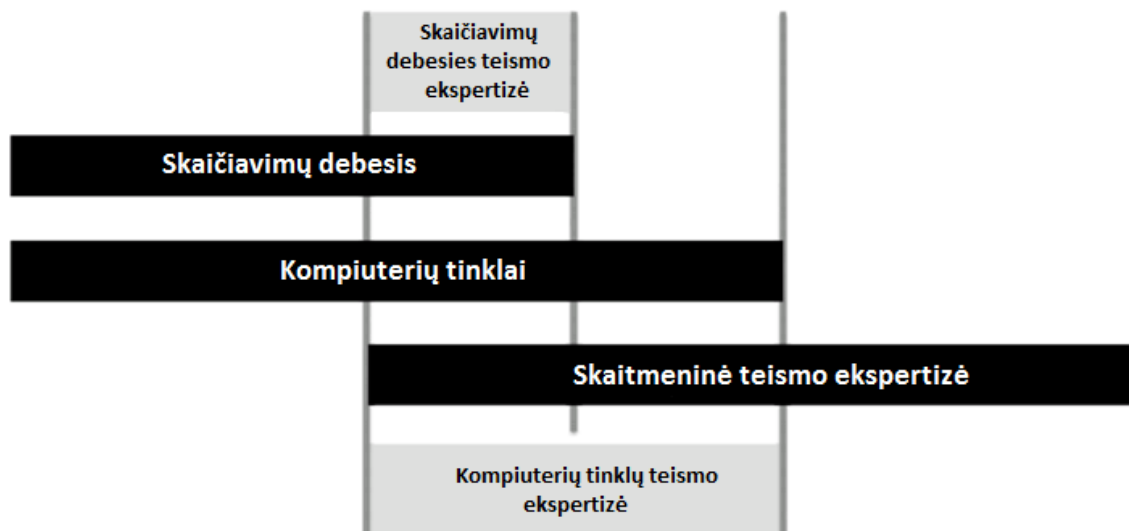 Skaičiavimų
debesies teismo
ekspertizė
Skaičiavimų debesis
Kompiuterių tinklai
Skaitmeninė teismo ekspertizė
Kompiuterių tinklų teismo
ekspertizė